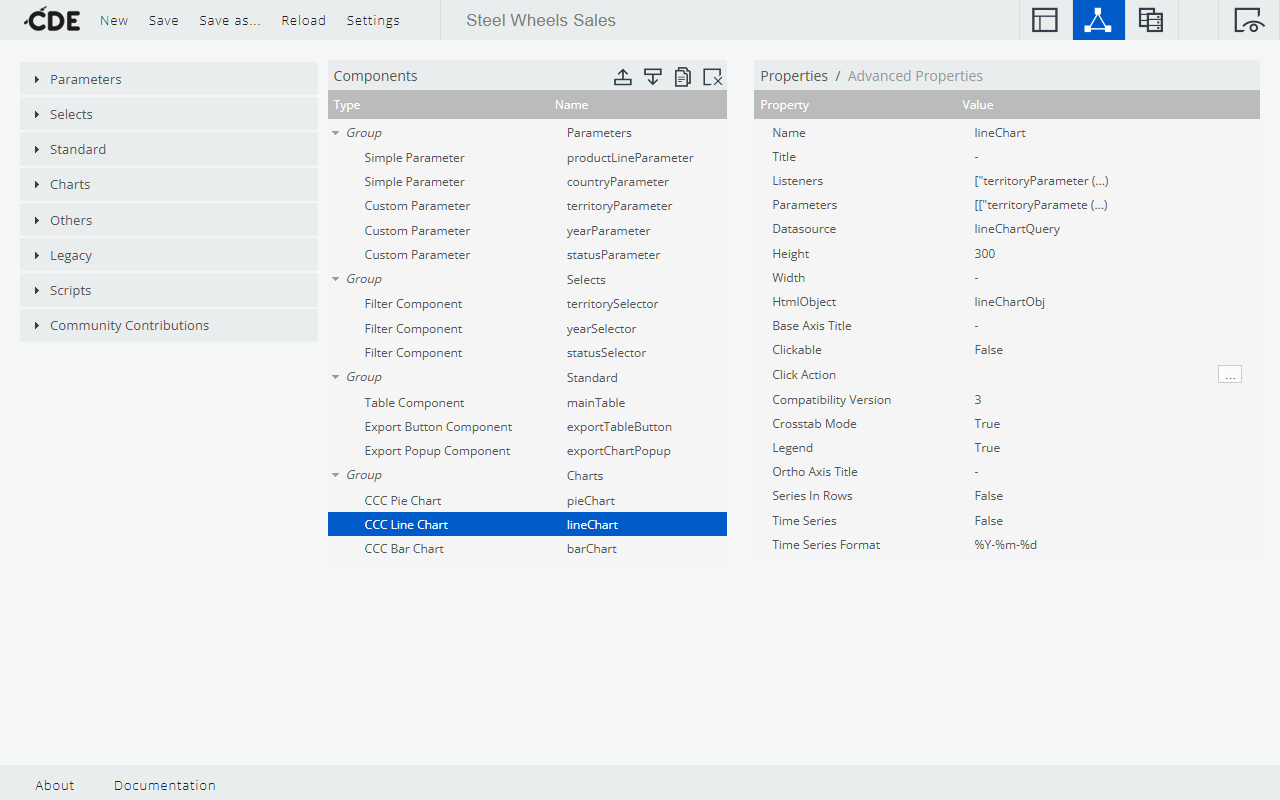 CDE New Save Save as... Reload Settings Steel Wheels Sales
Parameters
Selects
Standard
Charts
Others
Legacy
Scripts
Community Contributions
Components
Type Name
Group Parameters
Simple Parameter productLineParameter
Simple Parameter countryParameter
Custom Parameter territoryParameter
Custom Parameter yearParameter
Custom Parameter statusParameter
Group Selects
Filter Component territorySelector
Filter Component yearSelector
Filter Component statusSelector
Group Standard
Table Component mainTable
Export Button Component exportTableButton
Export Popup Component exportChartPopup
Group Charts
CCC Pie Chart pieChart
CCC Line Chart lineChart
CCC Bar Chart barChart
Properties / Advanced Properties
Property Value
Name lineChart
Title -
Listeners ["territoryParameter (...)
Parameters [["territoryParamete (...)
Datasource lineChartQuery
Height 300
Width -
HtmlObject lineChartObj
Base Axis Title -
Clickable False
Click Action ...
Compatibility Version 3
Crosstab Mode True
Legend True
Ortho Axis Title -
Series In Rows False
Time Series False
Time Series Format %Y-%m-%d
About Documentation